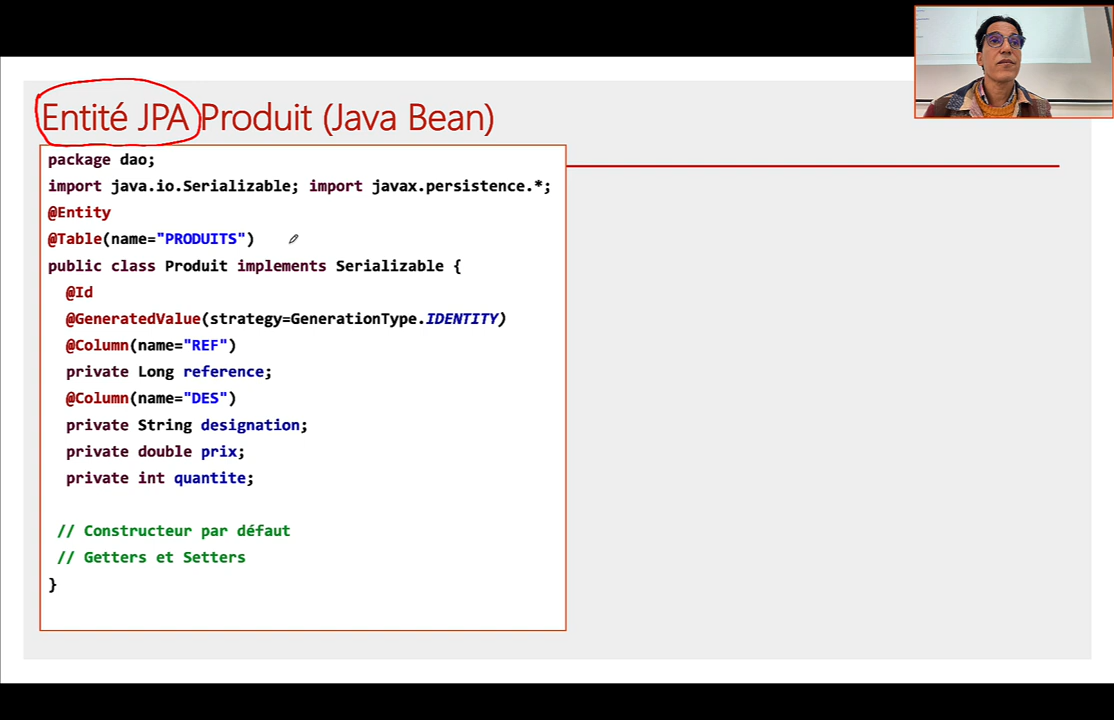 Entité JPA Produit (Java Bean)
package dao;
import java.io.Serializable; import javax.persistence.*;
@Entity
@Table(name="PRODUITS")
public class Produit implements Serializable {
@Id
@GeneratedValue(strategy=GenerationType.IDENTITY)
@Column(name="REF")
private Long reference;
@Column(name="DES")
private String designation;
private double prix;
private int quantite;
// Constructeur par défaut
// Getters et Setters
}